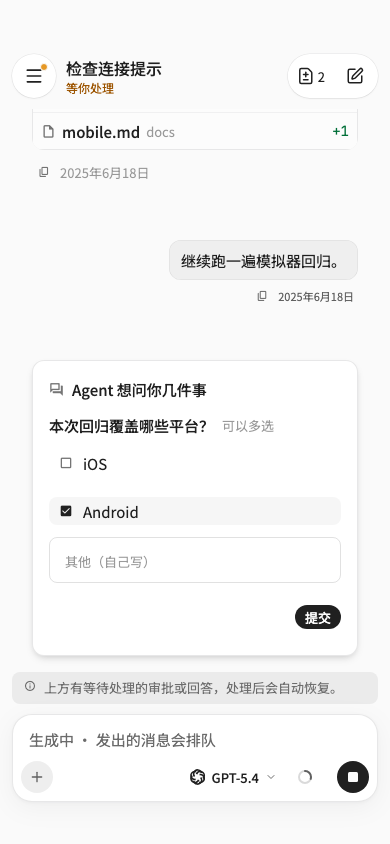 检查连接提示
等你处理
2
mobile.md docs +1
2025年6月18日
继续跑一遍模拟器回归。
2025年6月18日
Agent 想问你几件事
本次回归覆盖哪些平台? 可以多选
iOS
Android
其他（自己写）
提交
上方有等待处理的审批或回答，处理后会自动恢复。
生成中 · 发出的消息会排队
GPT-5.4